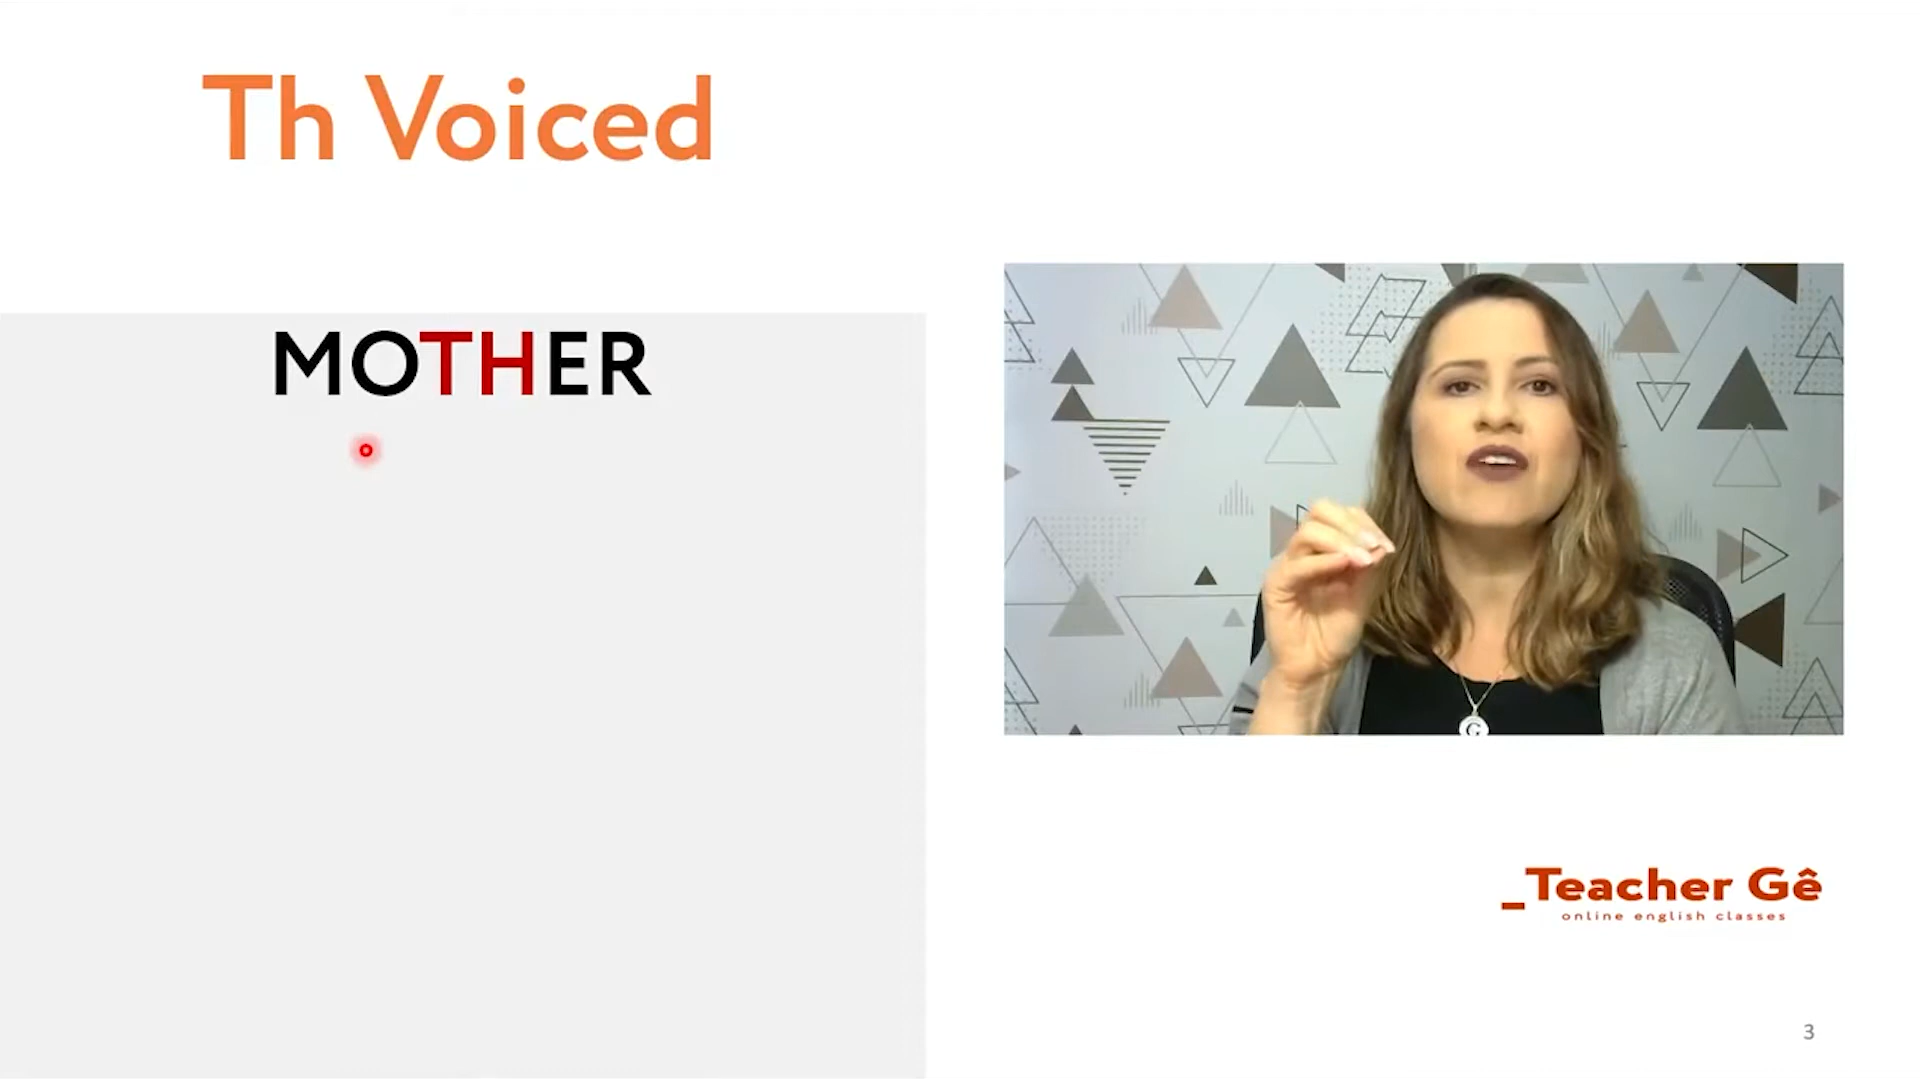 Th Voiced
MOTHER
G
_Teacher Gê
online english classes
3